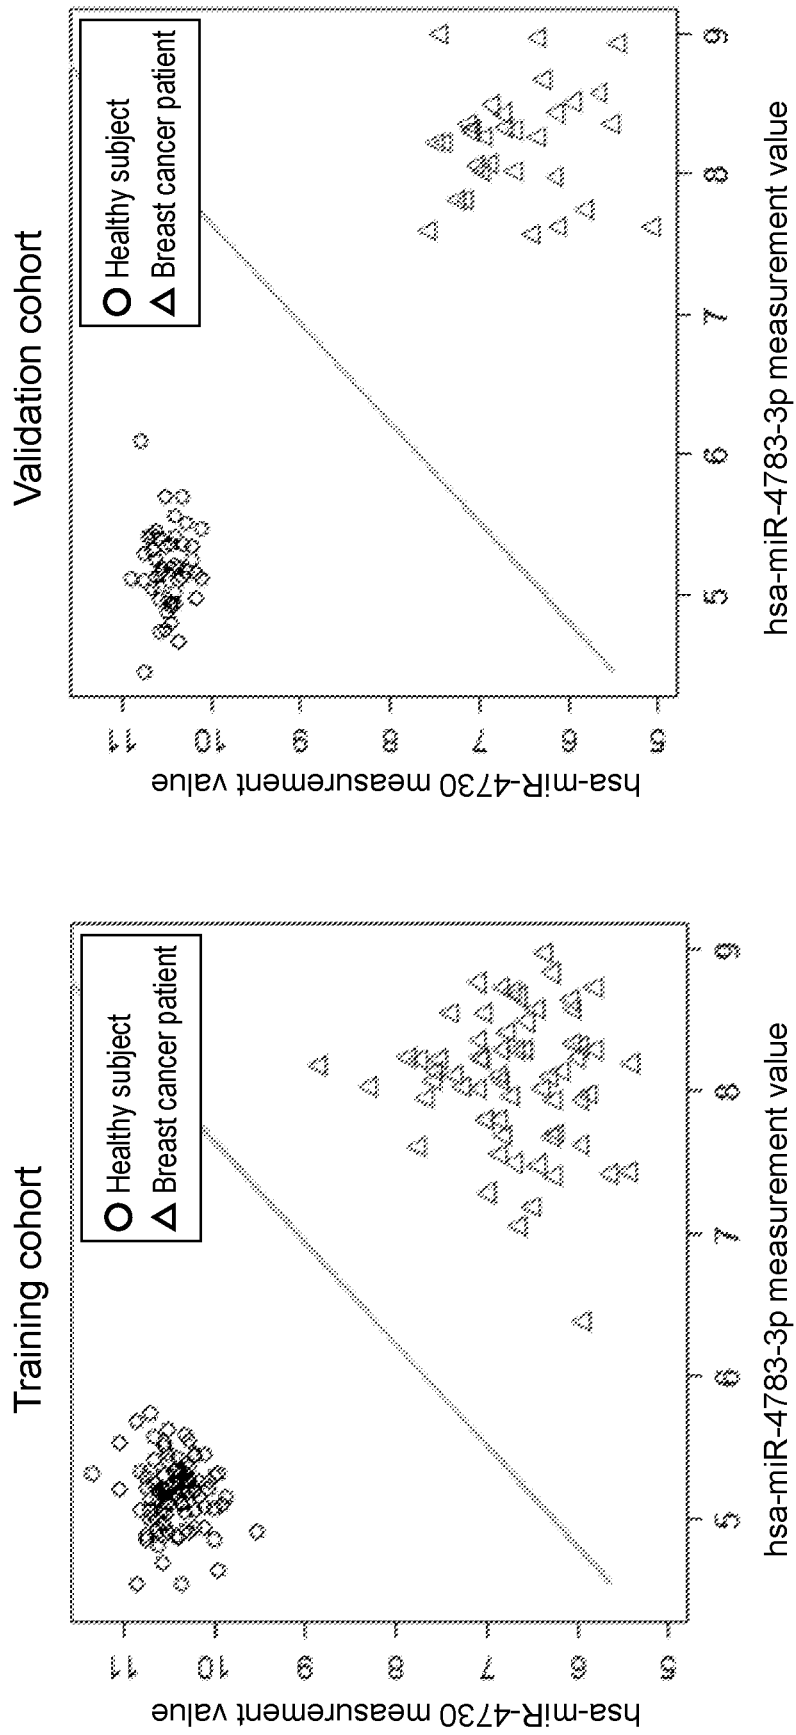 Training cohort
Healthy subject
Breast cancer patient
hsa-miR-4730 measurement value
11
10
9
8
7
6
5
5 6 7 8 9
hsa-miR-4783-3p measurement value
Validation cohort
Healthy subject
Breast cancer patient
hsa-miR-4730 measurement value
11
10
9
8
7
6
5
5 6 7 8 9
hsa-miR-4783-3p measurement value